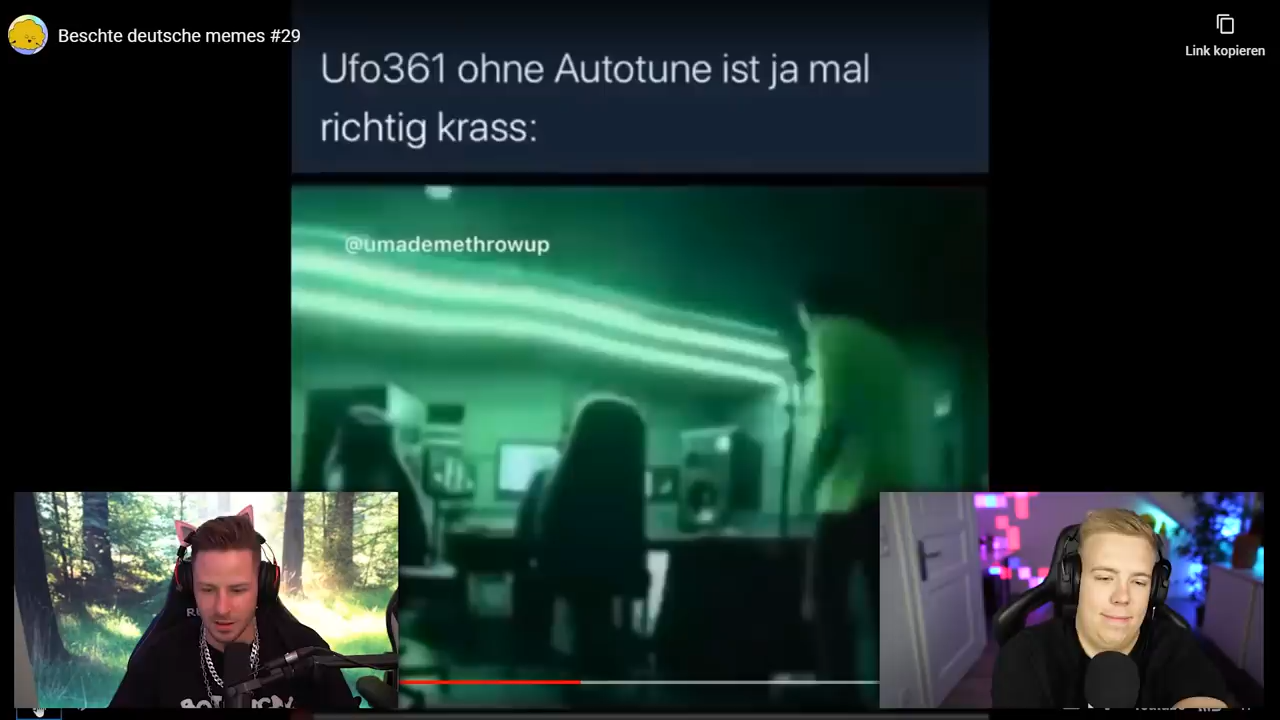 Beschte deutsche memes #29
Link kopieren
Ufo361 ohne Autotune ist ja mal
richtig krass:
@umademethrowup